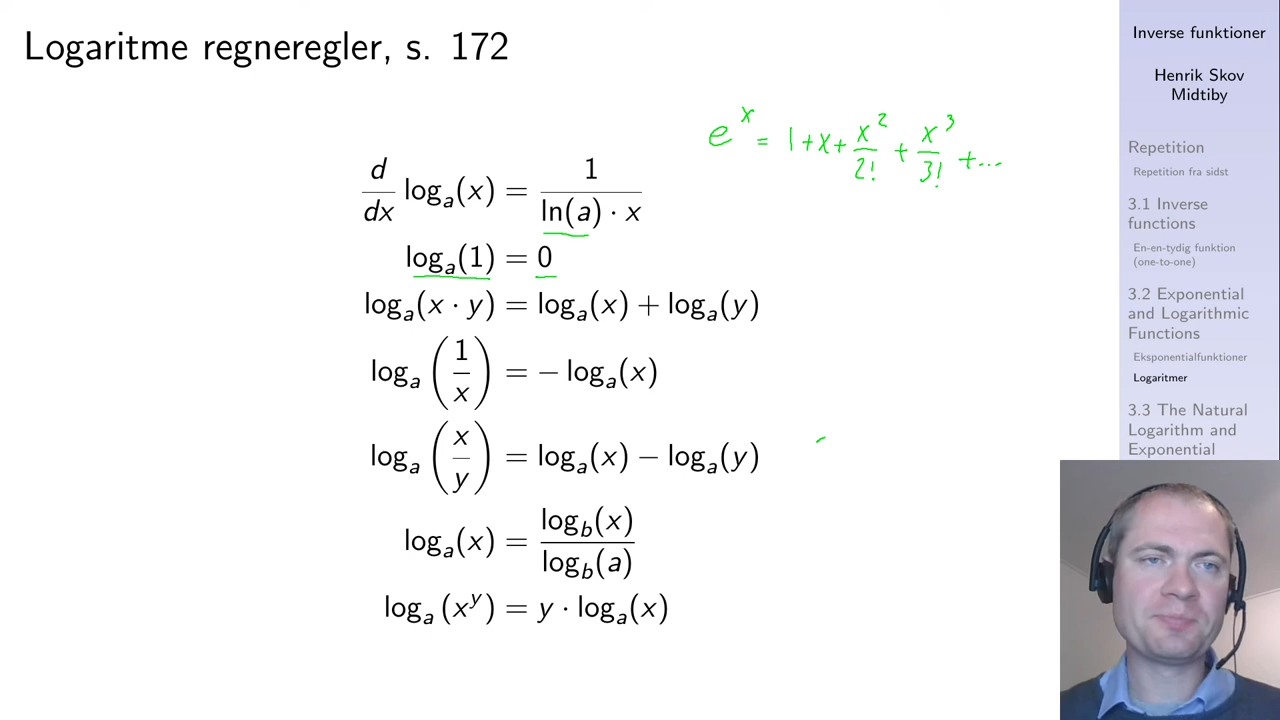 Logaritme regneregler, s. 172
e^x = 1+x+ x^2/2! + x^3/3! +...
d/dx log_a(x) = 1/(ln(a) · x)
log_a(1) = 0
log_a(x · y) = log_a(x) + log_a(y)
log_a(1/x) = − log_a(x)
log_a(x/y) = log_a(x) − log_a(y)
log_a(x) = log_b(x)/log_b(a)
log_a(x^y) = y · log_a(x)
Inverse funktioner
Henrik Skov
Midtiby
Repetition
Repetition fra sidst
3.1 Inverse
functions
En-en-tydig funktion
(one-to-one)
3.2 Exponential
and Logarithmic
Functions
Eksponentialfunktioner
Logaritmer
3.3 The Natural
Logarithm and
Exponential